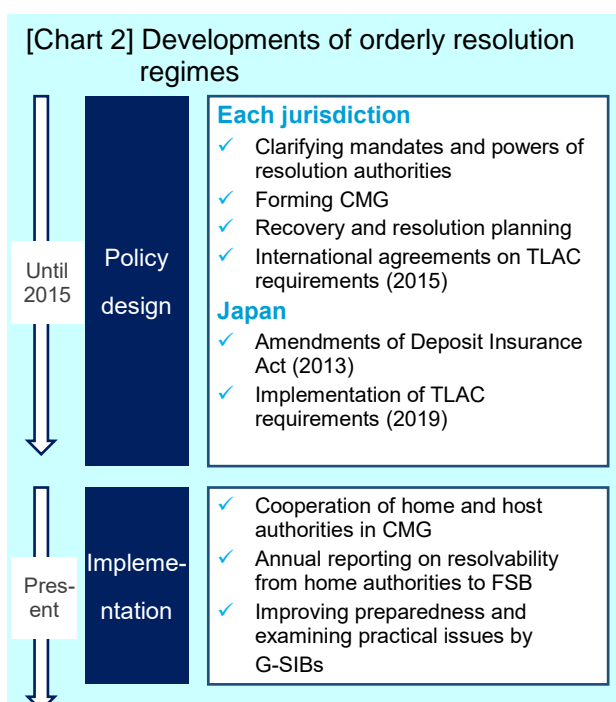 [Chart 2] Developments of orderly resolution
regimes
Until
2015
Policy
design
Each jurisdiction
✓ Clarifying mandates and powers of
resolution authorities
✓ Forming CMG
✓ Recovery and resolution planning
✓ International agreements on TLAC
requirements (2015)
Japan
✓ Amendments of Deposit Insurance
Act (2013)
✓ Implementation of TLAC
requirements (2019)
Pres-
ent
Impleme-
ntation
✓ Cooperation of home and host
authorities in CMG
✓ Annual reporting on resolvability
from home authorities to FSB
✓ Improving preparedness and
examining practical issues by
G-SIBs